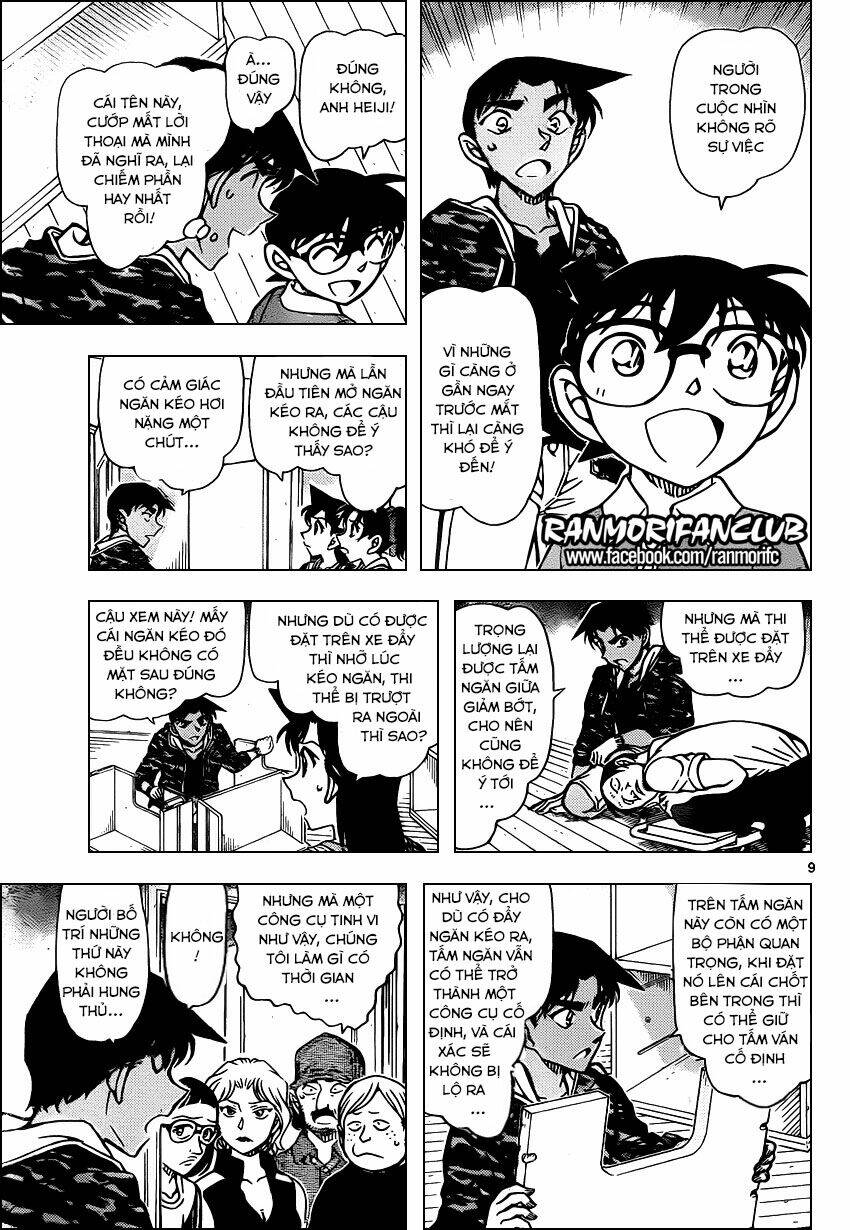 NGƯỜI
TRONG
CUỘC NHÌN
KHÔNG RÕ
SỰ VIỆC
VÌ NHỮNG
GÌ CÀNG Ở
GẦN NGAY
TRƯỚC MẮT
THÌ LẠI CÀNG
KHÓ ĐỂ Ý
ĐẾN!
RANMORIFANCLUB
www.facebook.com/ranmorifc
ĐÚNG
KHÔNG,
ANH HEIJI!
À...
ĐÚNG
VẬY
CÁI TÊN NÀY,
CƯỚP MẤT LỜI
THOẠI MÀ MÌNH
ĐÃ NGHĨ RA, LẠI
CHIẾM PHẦN
HAY NHẤT
RỒI!
NHƯNG MÀ LẦN
ĐẦU TIÊN MỞ NGĂN
KÉO RA, CÁC CẬU
KHÔNG ĐỂ Ý
THẤY SAO?
CÓ CẢM GIÁC
NGĂN KÉO HƠI
NẶNG MỘT
CHÚT...
NHƯNG MÀ THI
THỂ ĐƯỢC ĐẶT
TRÊN XE ĐẨY
...
TRỌNG
LƯỢNG LẠI
ĐƯỢC TẤM
NGĂN GIỮA
GIẢM BỚT,
CHO NÊN
CŨNG
KHÔNG ĐỂ
Ý TỚI
...
NHƯNG DÙ CÓ ĐƯỢC
ĐẶT TRÊN XE ĐẨY
THÌ NHỠ LÚC
KÉO NGĂN, THI
THỂ BỊ TRƯỢT
RA NGOÀI
THÌ SAO?
CẬU XEM NÀY! MẤY
CÁI NGĂN KÉO ĐÓ
ĐỀU KHÔNG CÓ
MẶT SAU ĐÚNG
KHÔNG?
9
TRÊN TẤM NGĂN
NÀY CÒN CÓ MỘT
BỘ PHẬN QUAN
TRỌNG, KHI ĐẶT
NÓ LÊN CÁI CHỐT
BÊN TRONG THÌ
CÓ THỂ GIỮ
CHO TẤM VÁN
CỐ ĐỊNH
...
NHƯ VẬY, CHO
DÙ CÓ ĐẨY
NGĂN KÉO RA,
TẤM NGĂN VẪN
CÓ THỂ TRỞ
THÀNH MỘT
CÔNG CỤ CỐ
ĐỊNH, VÀ CÁI
XÁC SẼ
KHÔNG BỊ
LỘ RA
...
NHƯNG MÀ MỘT
CÔNG CỤ TINH VI
NHƯ VẬY, CHÚNG
TÔI LÀM GÌ CÓ
THỜI GIAN
...
KHÔNG
!
NGƯỜI BỐ
TRÍ NHỮNG
THỨ NÀY
KHÔNG
PHẢI HUNG
THỦ...